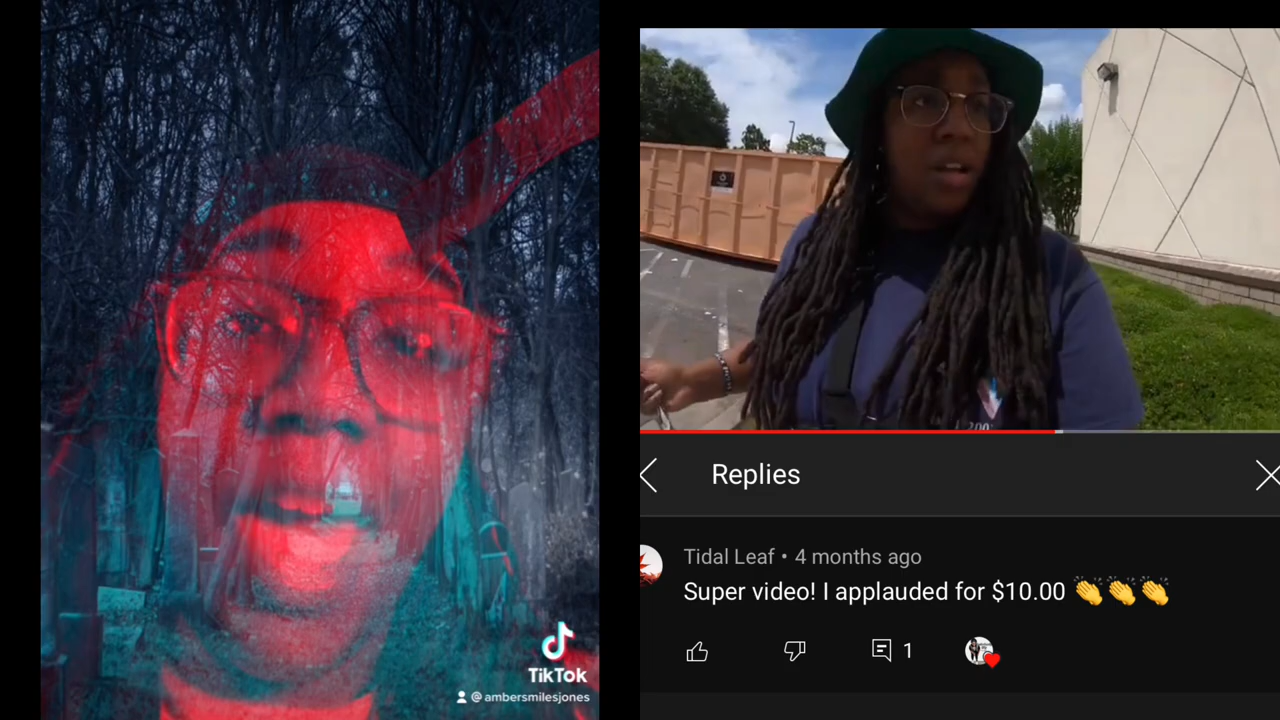 TikTok
@ambersmilesjones
Replies
Tidal Leaf • 4 months ago
Super video! I applauded for $10.00 👏👏👏
1